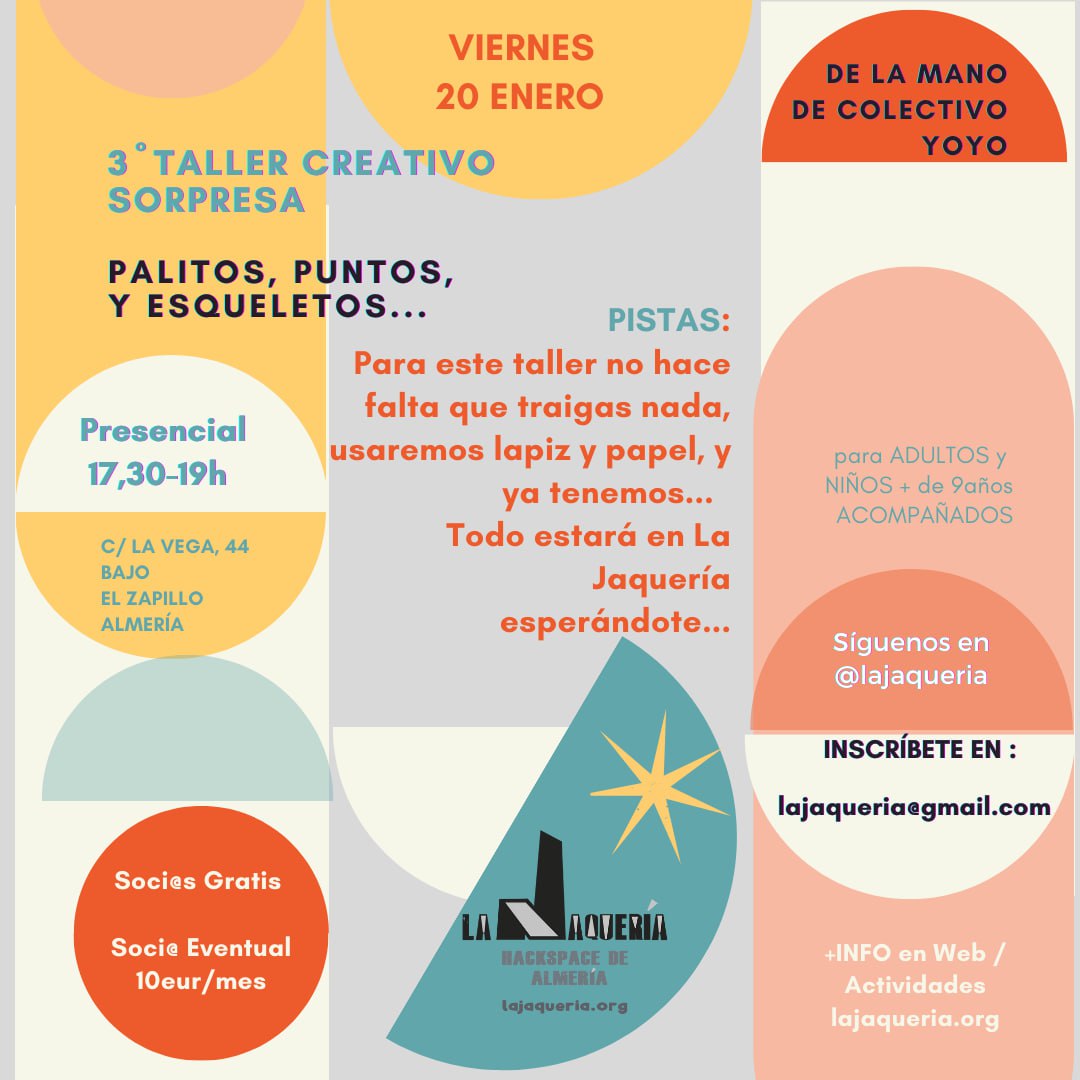 VIERNES
20 ENERO
DE LA MANO
DE COLECTIVO
YOYO
3°TALLER CREATIVO
SORPRESA
PALITOS, PUNTOS,
Y ESQUELETOS...
PISTAS:
Para este taller no hace
falta que traigas nada,
usaremos lapiz y papel, y
ya tenemos...
Todo estará en La
Jaquería
esperándote...
Presencial
17,30-19h
C/ LA VEGA, 44
BAJO
EL ZAPILLO
ALMERÍA
para ADULTOS y
NIÑOS + de 9años
ACOMPAÑADOS
Síguenos en
@lajaqueria
INSCRÍBETE EN :
lajaqueria@gmail.com
Soci@s Gratis
Soci@ Eventual
10eur/mes
LA JAQUERÍA
HACKSPACE DE
ALMERÍA
lajaqueria.org
+INFO en Web /
Actividades
lajaqueria.org